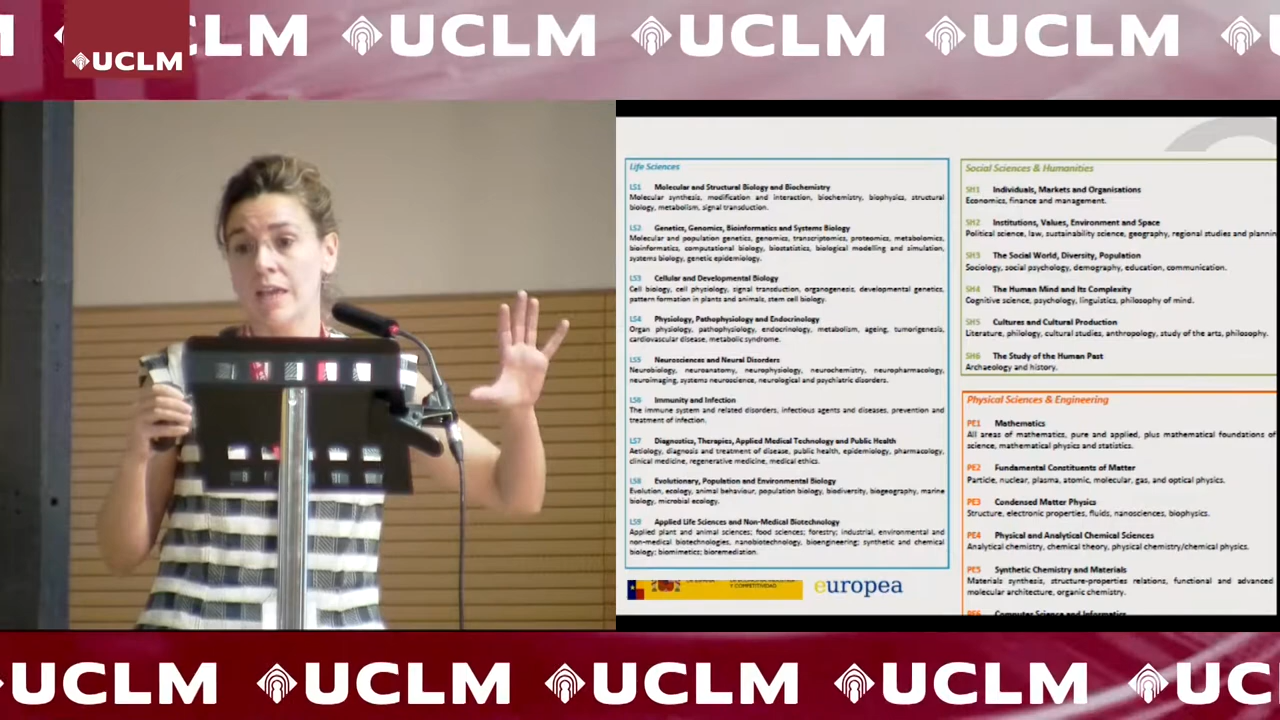 CLM UCLM UCLM UCLM
UCLM
Life Sciences
LS1 Molecular and Structural Biology and Biochemistry
Molecular synthesis, modification and interaction, biochemistry, biophysics, structural
biology, metabolism, signal transduction.
LS2 Genetics, Genomics, Bioinformatics and Systems Biology
Molecular and population genetics, genomics, transcriptomics, proteomics, metabolomics,
bioinformatics, computational biology, biostatistics, biological modelling and simulation,
systems biology, genetic epidemiology.
LS3 Cellular and Developmental Biology
Cell biology, cell physiology, signal transduction, organogenesis, developmental genetics,
pattern formation in plants and animals, stem cell biology.
LS4 Physiology, Pathophysiology and Endocrinology
Organ physiology, pathophysiology, endocrinology, metabolism, ageing, tumorigenesis,
cardiovascular disease, metabolic syndrome.
LS5 Neurosciences and Neural Disorders
Neurobiology, neuroanatomy, neurophysiology, neurochemistry, neuropharmacology,
neuroimaging, systems neuroscience, neurological and psychiatric disorders.
LS6 Immunity and Infection
The immune system and related disorders, infectious agents and diseases, prevention and
treatment of infection.
LS7 Diagnostics, Therapies, Applied Medical Technology and Public Health
Aetiology, diagnosis and treatment of disease, public health, epidemiology, pharmacology,
clinical medicine, regenerative medicine, medical ethics.
LS8 Evolutionary, Population and Environmental Biology
Evolution, ecology, animal behaviour, population biology, biodiversity, biogeography, marine
biology, microbial ecology.
LS9 Applied Life Sciences and Non-Medical Biotechnology
Applied plant and animal sciences; food sciences; forestry; industrial, environmental and
non-medical biotechnologies, nanobiotechnology, bioengineering; synthetic and chemical
biology; biomimetics; bioremediation.
Y COMPETITIVIDAD
europea
Social Sciences & Humanities
SH1 Individuals, Markets and Organisations
Economics, finance and management.
SH2 Institutions, Values, Environment and Space
Political science, law, sustainability science, geography, regional studies and plannin
SH3 The Social World, Diversity, Population
Sociology, social psychology, demography, education, communication.
SH4 The Human Mind and Its Complexity
Cognitive science, psychology, linguistics, philosophy of mind.
SH5 Cultures and Cultural Production
Literature, philology, cultural studies, anthropology, study of the arts, philosophy.
SH6 The Study of the Human Past
Archaeology and history.
Physical Sciences & Engineering
PE1 Mathematics
All areas of mathematics, pure and applied, plus mathematical foundations of
science, mathematical physics and statistics.
PE2 Fundamental Constituents of Matter
Particle, nuclear, plasma, atomic, molecular, gas, and optical physics.
PE3 Condensed Matter Physics
Structure, electronic properties, fluids, nanosciences, biophysics.
PE4 Physical and Analytical Chemical Sciences
Analytical chemistry, chemical theory, physical chemistry/chemical physics.
PE5 Synthetic Chemistry and Materials
Materials synthesis, structure-properties relations, functional and advanced
molecular architecture, organic chemistry.
PE6 Computer Science and Informatics
UCLM UCLM UCLM UCLM UC